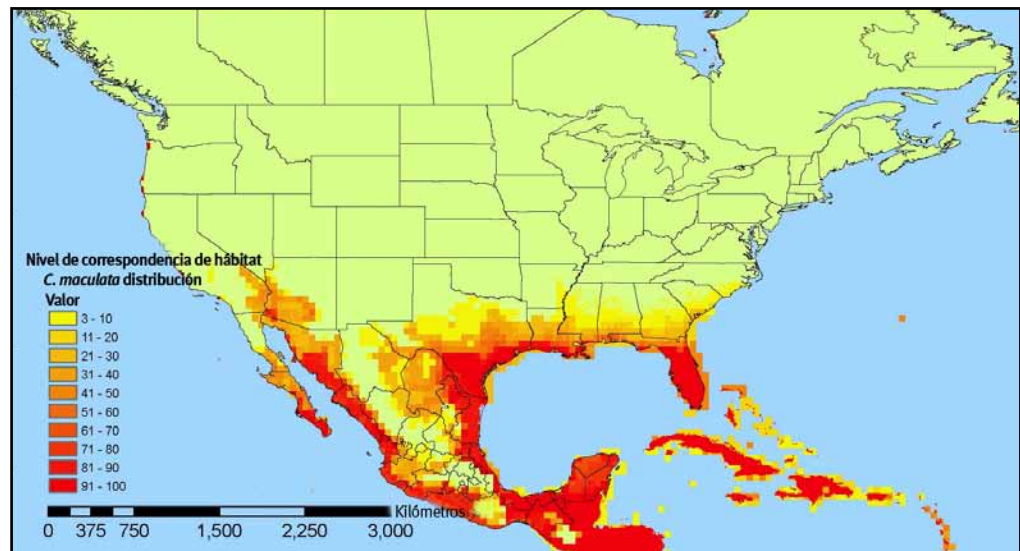 Nivel de correspondencia de hábitat
C. maculata distribución
Valor
3 - 10
11 - 20
21 - 30
31 - 40
41 - 50
51 - 60
61 - 70
71 - 80
81 - 90
91 - 100
Kilómetros
0 375 750 1,500 2,250 3,000